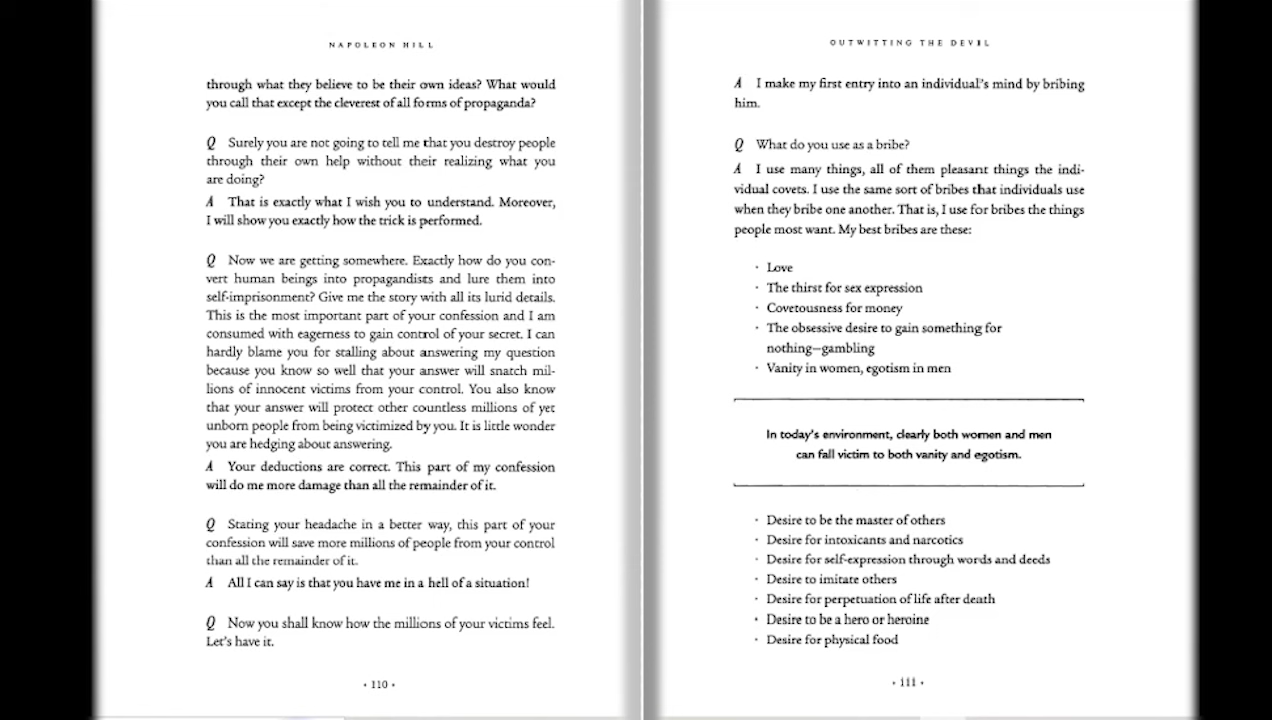 NAPOLEON HILL
through what they believe to be their own ideas? What would
you call that except the cleverest of all forms of propaganda?
Q Surely you are not going to tell me that you destroy people
through their own help without their realizing what you
are doing?
A That is exactly what I wish you to understand. Moreover,
I will show you exactly how the trick is performed.
Q Now we are getting somewhere. Exactly how do you con-
vert human beings into propagandists and lure them into
self-imprisonment? Give me the story with all its lurid details.
This is the most important part of your confession and I am
consumed with eagerness to gain control of your secret. I can
hardly blame you for stalling about answering my question
because you know so well that your answer will snatch mil-
lions of innocent victims from your control. You also know
that your answer will protect other countless millions of yet
unborn people from being victimized by you. It is little wonder
you are hedging about answering.
A Your deductions are correct. This part of my confession
will do me more damage than all the remainder of it.
Q Stating your headache in a better way, this part of your
confession will save more millions of people from your control
than all the remainder of it.
A All I can say is that you have me in a hell of a situation!
Q Now you shall know how the millions of your victims feel.
Let's have it.
• 110 •
OUTWITTING THE DEVIL
A I make my first entry into an individual's mind by bribing
him.
Q What do you use as a bribe?
A I use many things, all of them pleasant things the indi-
vidual covets. I use the same sort of bribes that individuals use
when they bribe one another. That is, I use for bribes the things
people most want. My best bribes are these:
• Love
• The thirst for sex expression
• Covetousness for money
• The obsessive desire to gain something for
nothing—gambling
• Vanity in women, egotism in men
In today's environment, clearly both women and men
can fall victim to both vanity and egotism.
• Desire to be the master of others
• Desire for intoxicants and narcotics
• Desire for self-expression through words and deeds
• Desire to imitate others
• Desire for perpetuation of life after death
• Desire to be a hero or heroine
• Desire for physical food
• 111 •